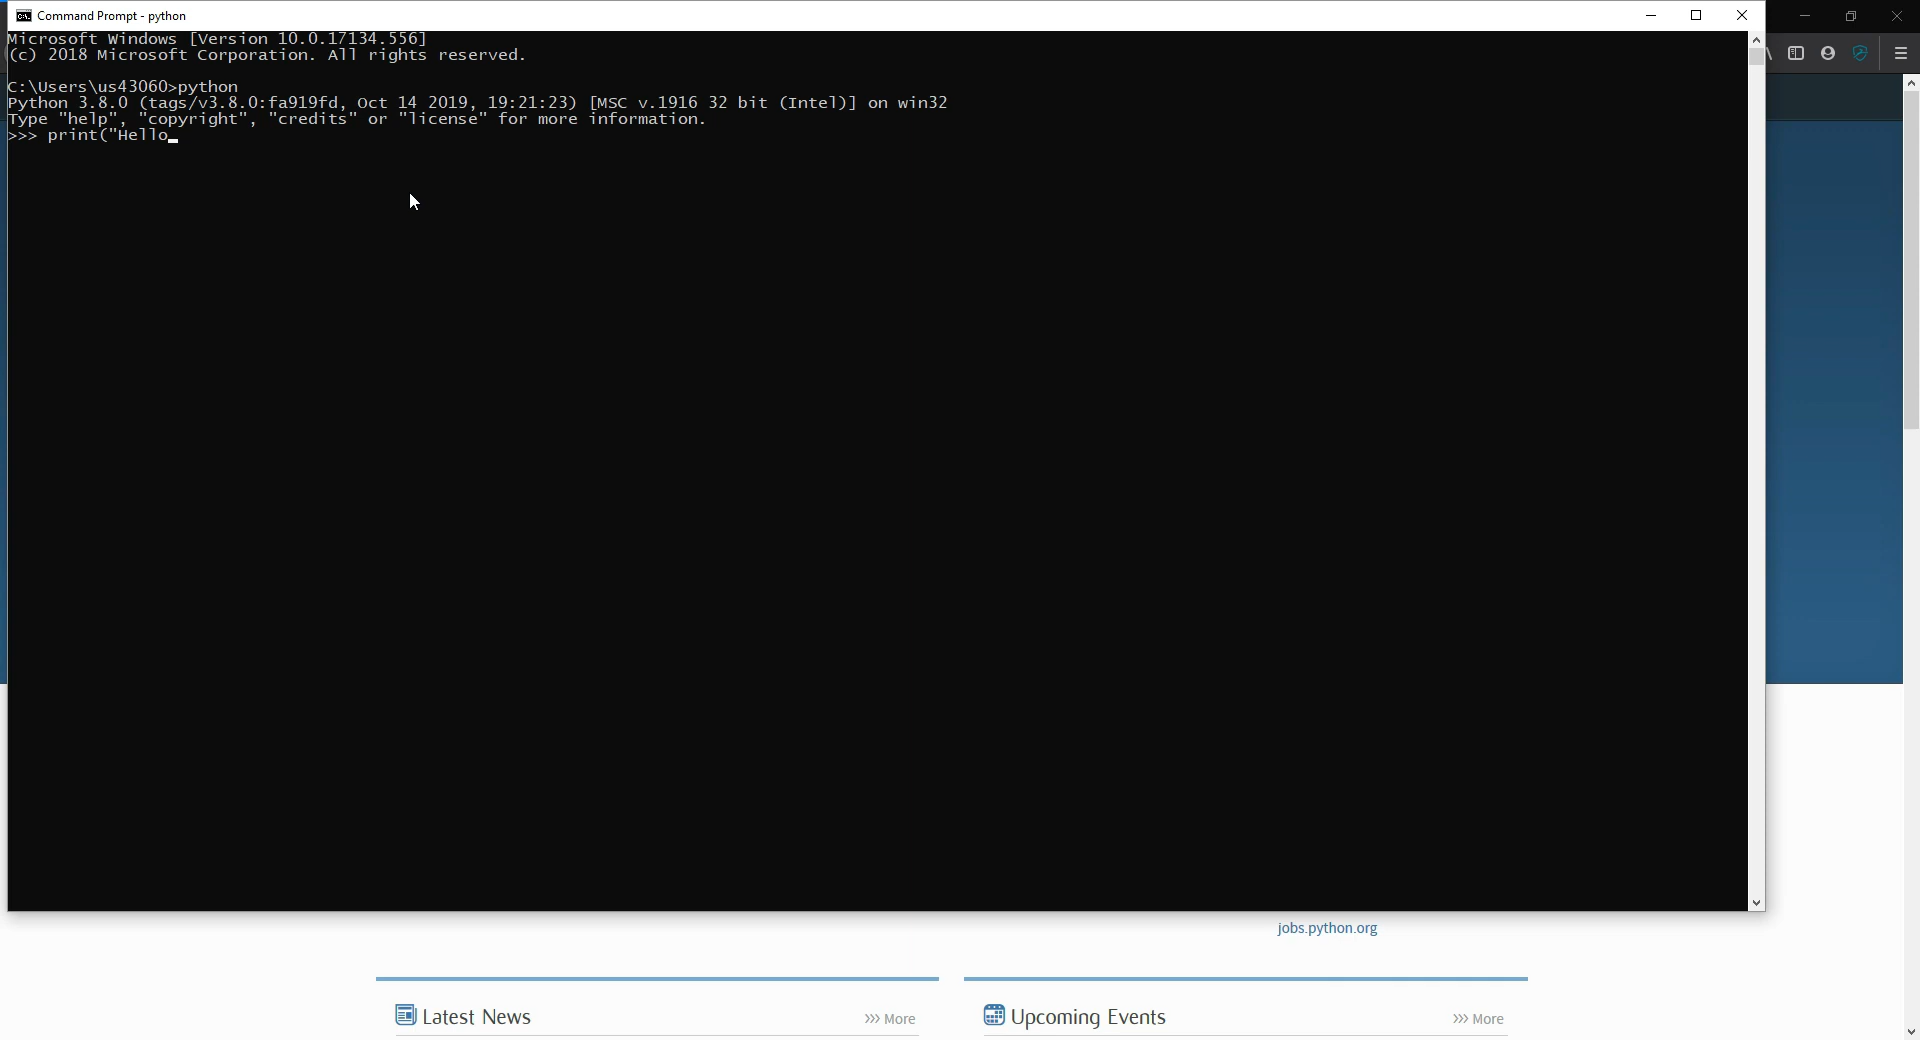 Command Prompt - python
Microsoft Windows [Version 10.0.17134.556]
(c) 2018 Microsoft Corporation. All rights reserved.
C:\Users\us43060>python
Python 3.8.0 (tags/v3.8.0:fa919fd, Oct 14 2019, 19:21:23) [MSC v.1916 32 bit (Intel)] on win32
Type "help", "copyright", "credits" or "license" for more information.
>>> print("Hello_
jobs.python.org
Latest News >>> More
Upcoming Events >>> More